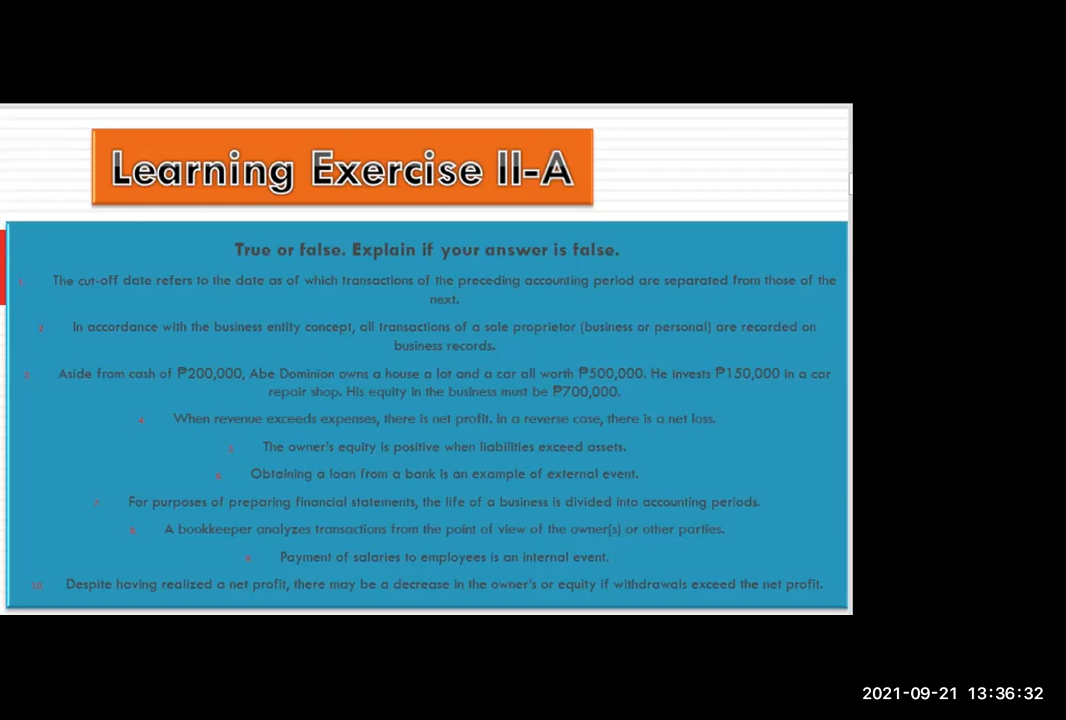 Learning Exercise II-A
True or false. Explain if your answer is false.
1. The cut-off date refers to the date as of which transactions of the preceding accounting period are separated from those of the
next.
2. In accordance with the business entity concept, all transactions of a sole proprietor (business or personal) are recorded on
business records.
3. Aside from cash of ₱200,000, Abe Dominion owns a house a lot and a car all worth ₱500,000. He invests ₱150,000 in a car
repair shop. His equity in the business must be ₱700,000.
4. When revenue exceeds expenses, there is net profit. In a reverse case, there is a net loss.
5. The owner's equity is positive when liabilities exceed assets.
6. Obtaining a loan from a bank is an example of external event.
7. For purposes of preparing financial statements, the life of a business is divided into accounting periods.
8. A bookkeeper analyzes transactions from the point of view of the owner(s) or other parties.
9. Payment of salaries to employees is an internal event.
10. Despite having realized a net profit, there may be a decrease in the owner's or equity if withdrawals exceed the net profit.
2021-09-21 13:36:32